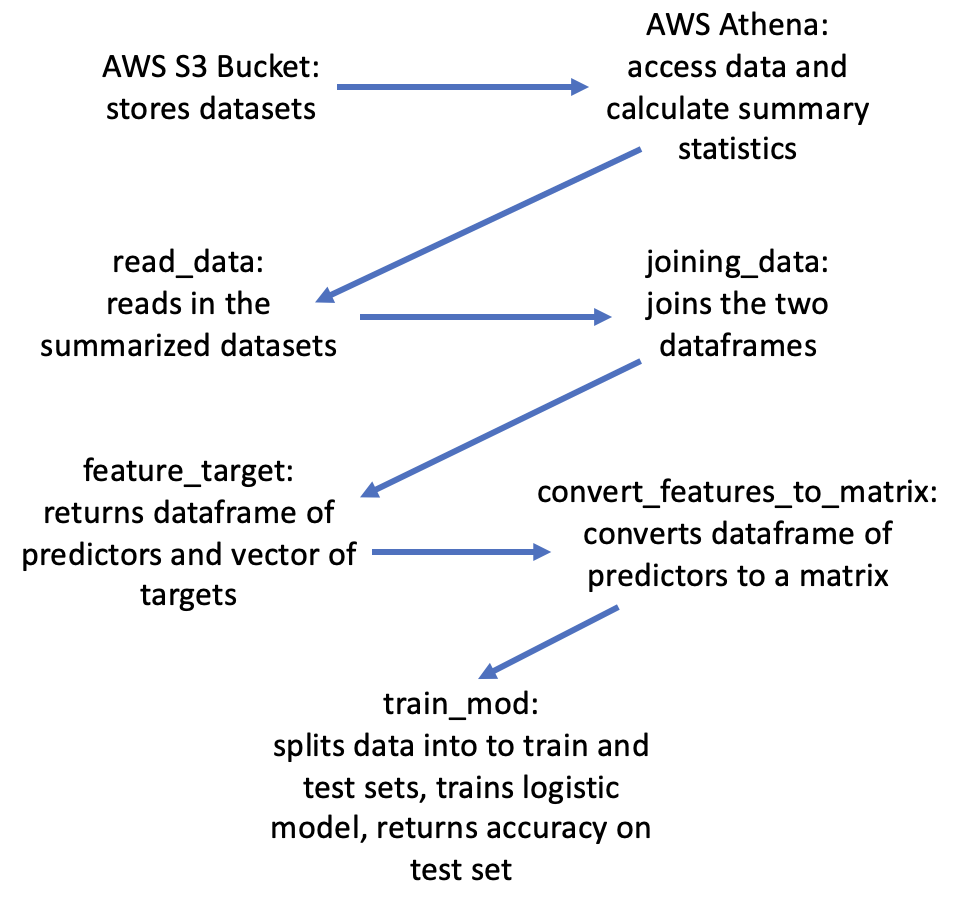 AWS S3 Bucket:
stores datasets
AWS Athena:
access data and
calculate summary
statistics
read_data:
reads in the
summarized datasets
joining_data:
joins the two
dataframes
feature_target:
returns dataframe of
predictors and vector of
targets
convert_features_to_matrix:
converts dataframe of
predictors to a matrix
train_mod:
splits data into to train and
test sets, trains logistic
model, returns accuracy on
test set